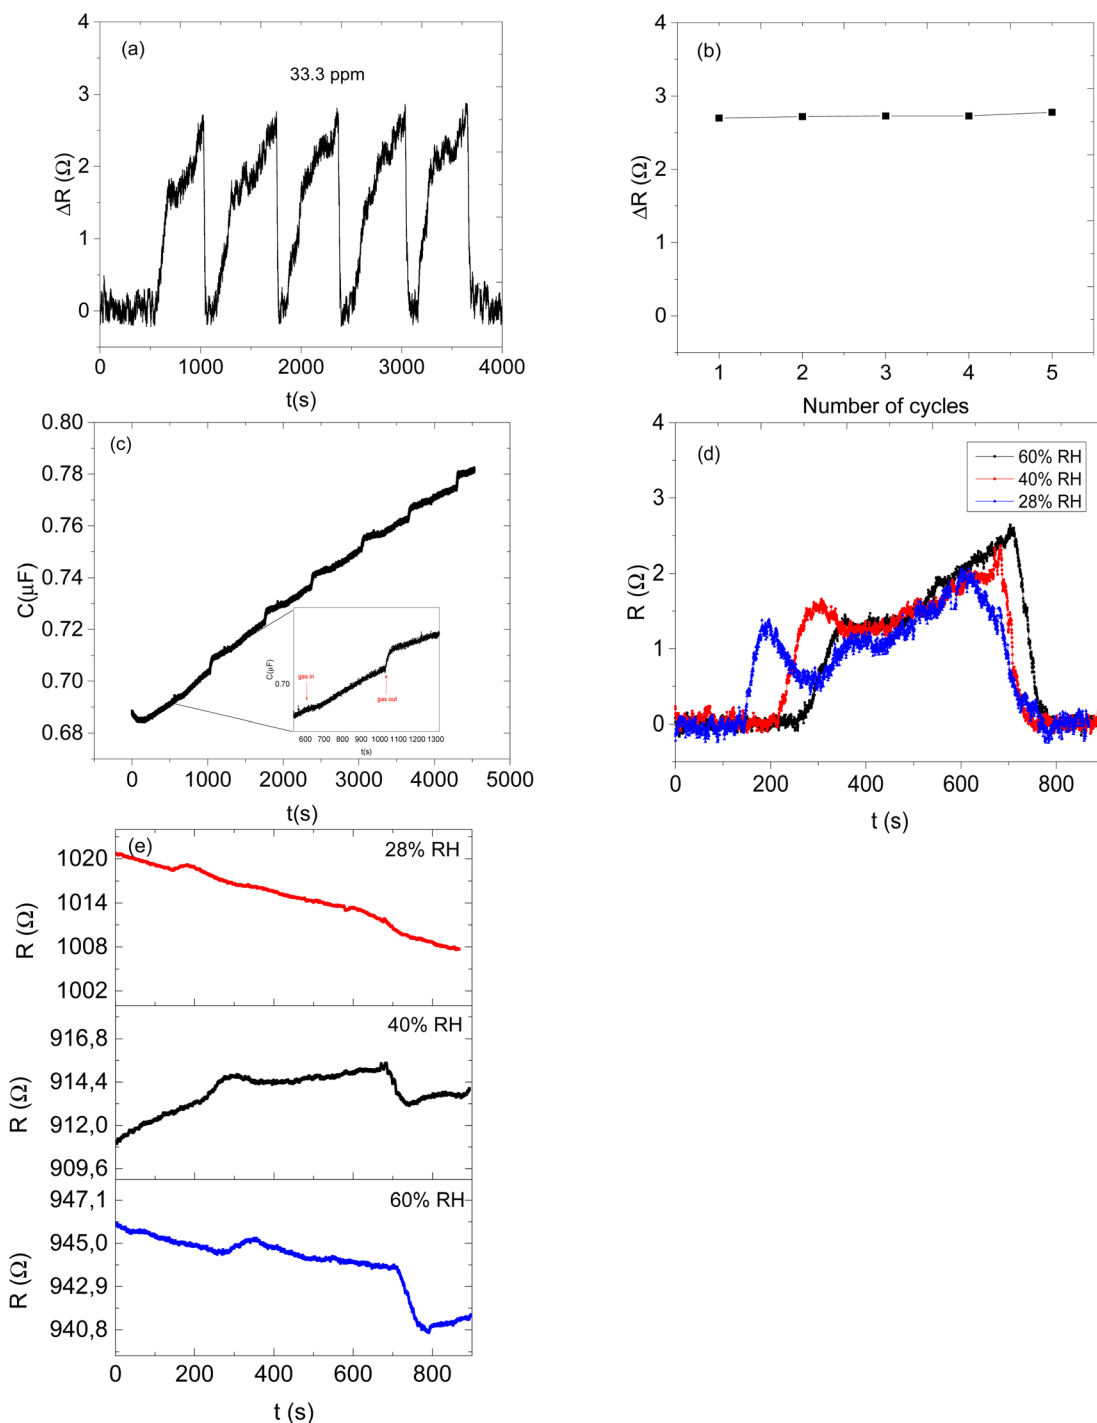 (a)
33.3 ppm
4
3
2
1
0
ΔR (Ω)
0 1000 2000 3000 4000
t(s)
(b)
4
3
2
1
0
ΔR (Ω)
1 2 3 4 5
Number of cycles
(c)
0.80
0.78
0.76
0.74
0.72
0.70
0.68
C(μF)
0 1000 2000 3000 4000 5000
t(s)
C(μF)
0.70
gas in
gas out
600 700 800 900 1000 1100 1200 1300
t(s)
(d)
60% RH
40% RH
28% RH
4
3
2
1
0
R (Ω)
0 200 400 600 800
t (s)
(e)
28% RH
1020
1014
1008
1002
R (Ω)
40% RH
916,8
914,4
912,0
909,6
R (Ω)
60% RH
947,1
945,0
942,9
940,8
R (Ω)
0 200 400 600 800
t (s)